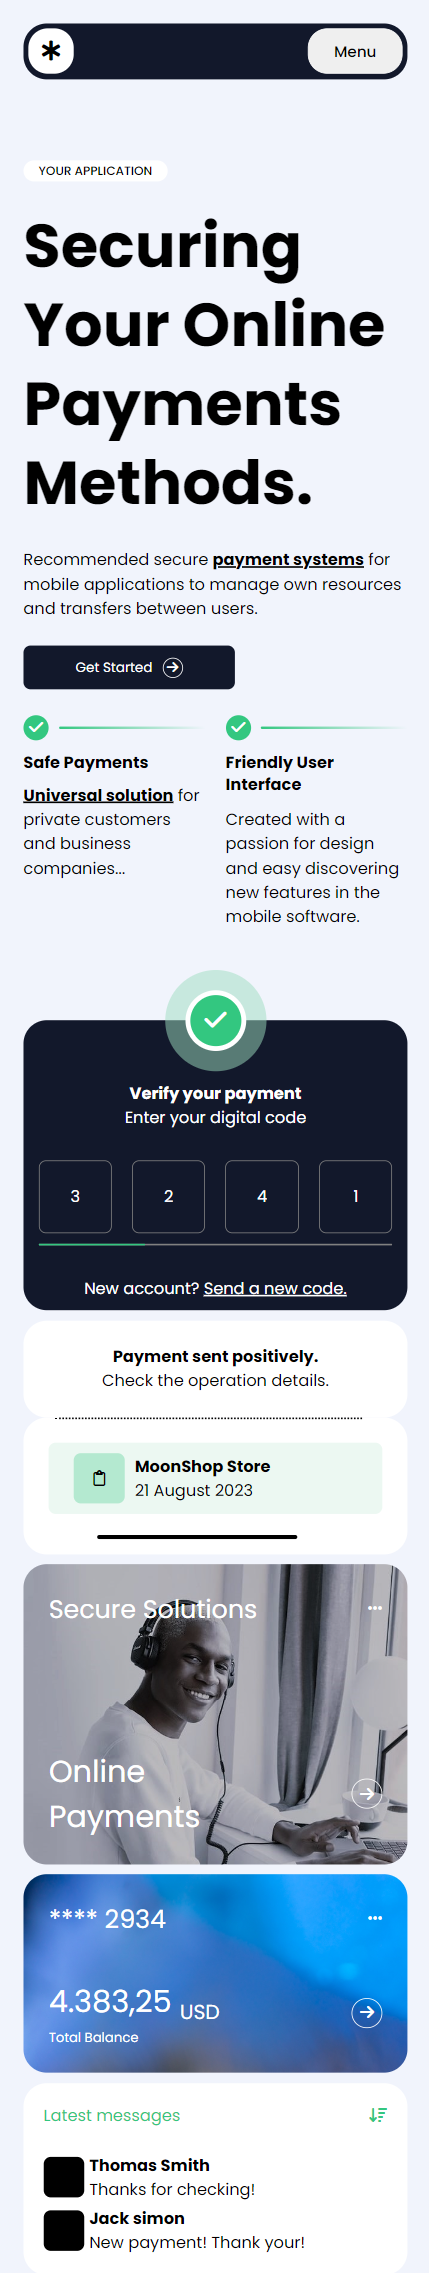 Menu
YOUR APPLICATION
Securing
Your Online
Payments
Methods.
Recommended secure payment systems for
mobile applications to manage own resources
and transfers between users.
Get Started
Safe Payments
Universal solution for
private customers
and business
companies...
Friendly User
Interface
Created with a
passion for design
and easy discovering
new features in the
mobile software.
Verify your payment
Enter your digital code
3 2 4 1
New account? Send a new code.
Payment sent positively.
Check the operation details.
MoonShop Store
21 August 2023
Secure Solutions
Online
Payments
**** 2934
4.383,25 USD
Total Balance
Latest messages
Thomas Smith
Thanks for checking!
Jack simon
New payment! Thank your!